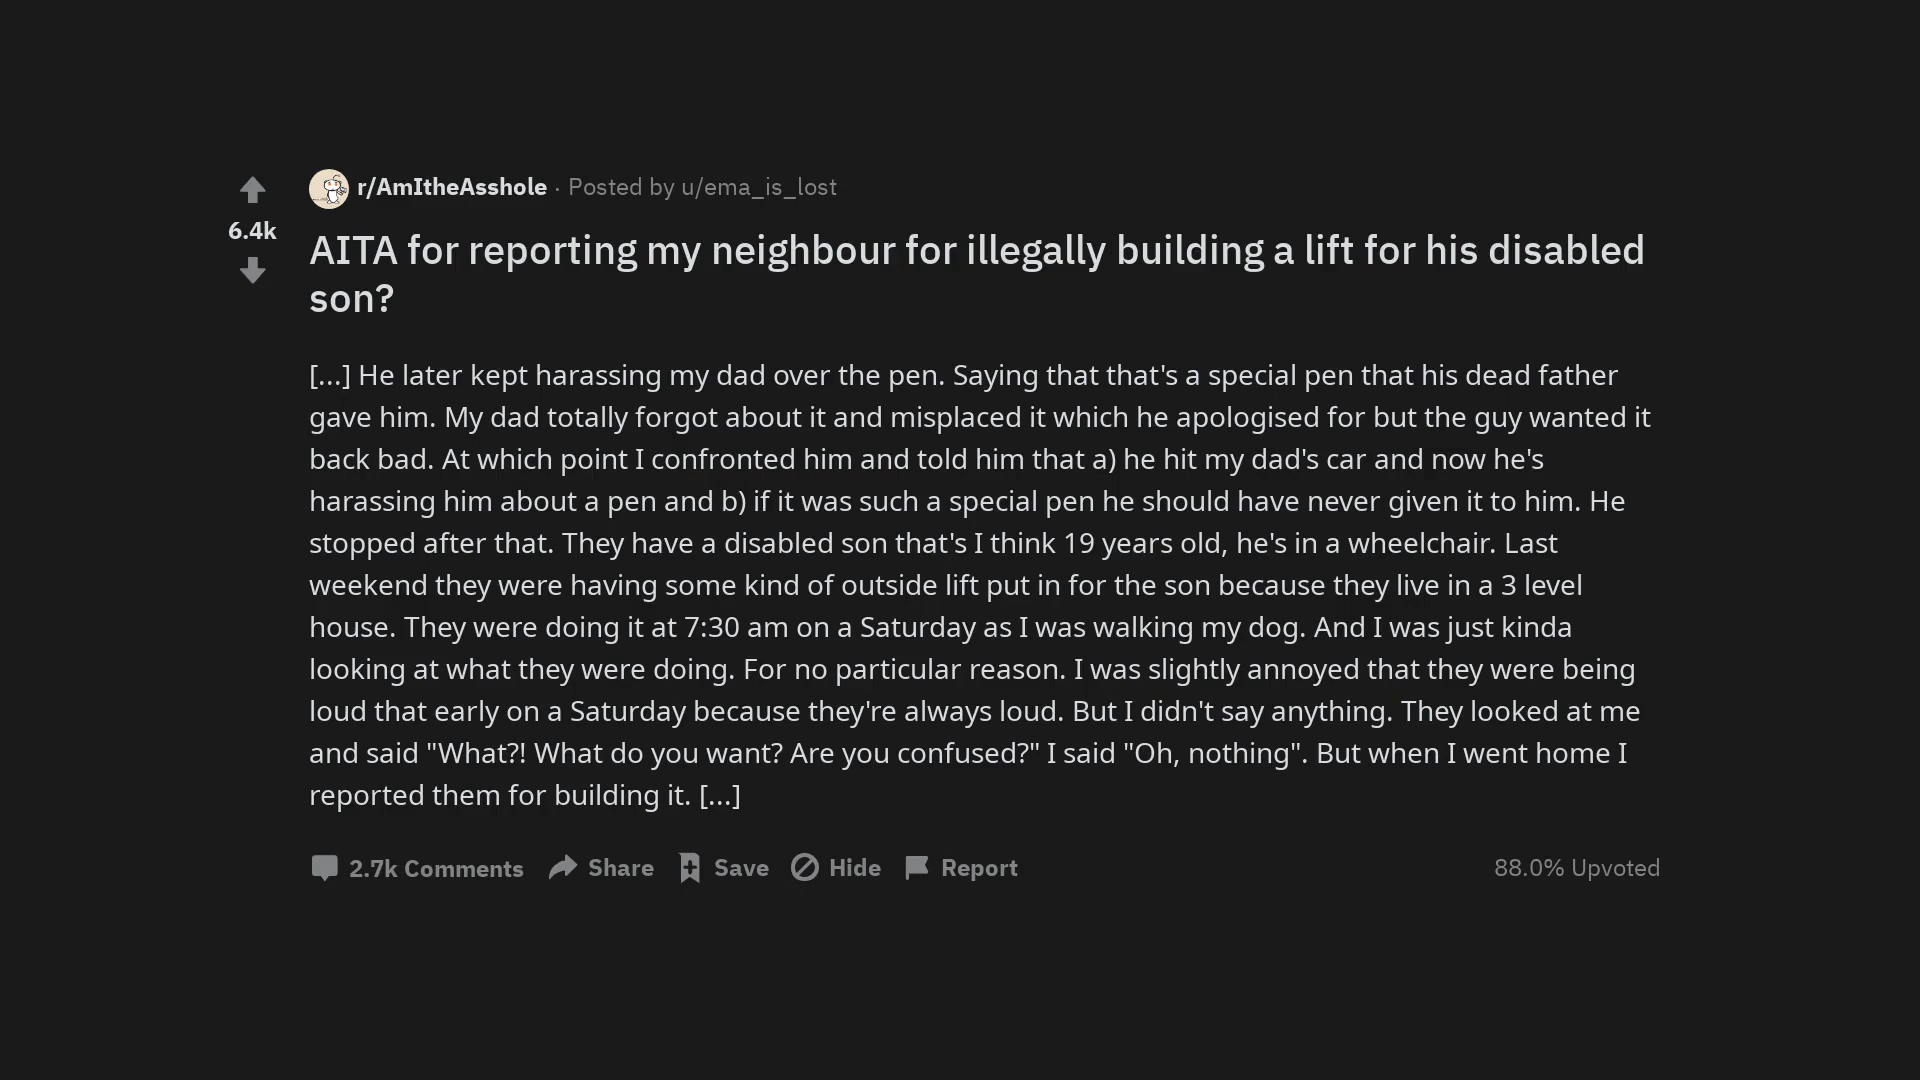 r/AmItheAsshole · Posted by u/ema_is_lost
6.4k
AITA for reporting my neighbour for illegally building a lift for his disabled
son?
[...] He later kept harassing my dad over the pen. Saying that that's a special pen that his dead father
gave him. My dad totally forgot about it and misplaced it which he apologised for but the guy wanted it
back bad. At which point I confronted him and told him that a) he hit my dad's car and now he's
harassing him about a pen and b) if it was such a special pen he should have never given it to him. He
stopped after that. They have a disabled son that's I think 19 years old, he's in a wheelchair. Last
weekend they were having some kind of outside lift put in for the son because they live in a 3 level
house. They were doing it at 7:30 am on a Saturday as I was walking my dog. And I was just kinda
looking at what they were doing. For no particular reason. I was slightly annoyed that they were being
loud that early on a Saturday because they're always loud. But I didn't say anything. They looked at me
and said "What?! What do you want? Are you confused?" I said "Oh, nothing". But when I went home I
reported them for building it. [...]
2.7k Comments Share Save Hide Report 88.0% Upvoted